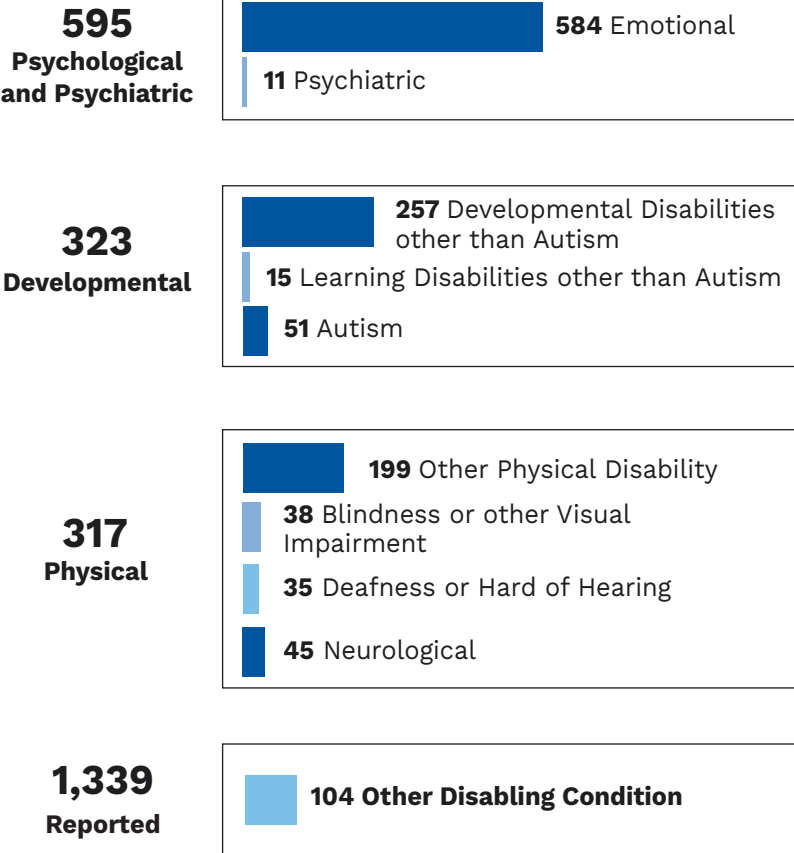 595
Psychological
and Psychiatric
584 Emotional
11 Psychiatric
323
Developmental
257 Developmental Disabilities
other than Autism
15 Learning Disabilities other than Autism
51 Autism
317
Physical
199 Other Physical Disability
38 Blindness or other Visual
Impairment
35 Deafness or Hard of Hearing
45 Neurological
1,339
Reported
104 Other Disabling Condition